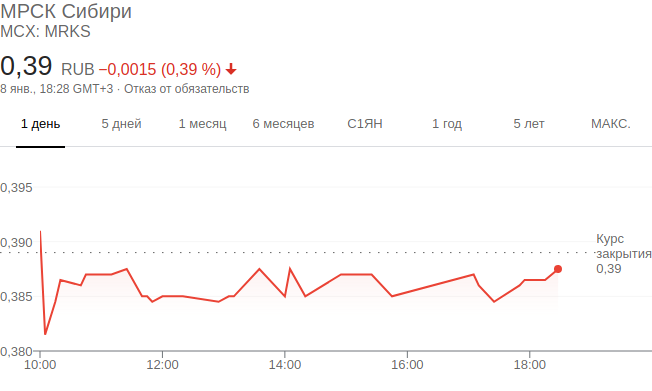 МРСК Сибири
MCX: MRKS
0,39 RUB −0,0015 (0,39 %)
8 янв., 18:28 GMT+3 · Отказ от обязательств
1 день 5 дней 1 месяц 6 месяцев С1ЯН 1 год 5 лет МАКС.
0,395
0,390
0,385
0,380
Курс
закрытия
0,39
10:00 12:00 14:00 16:00 18:00